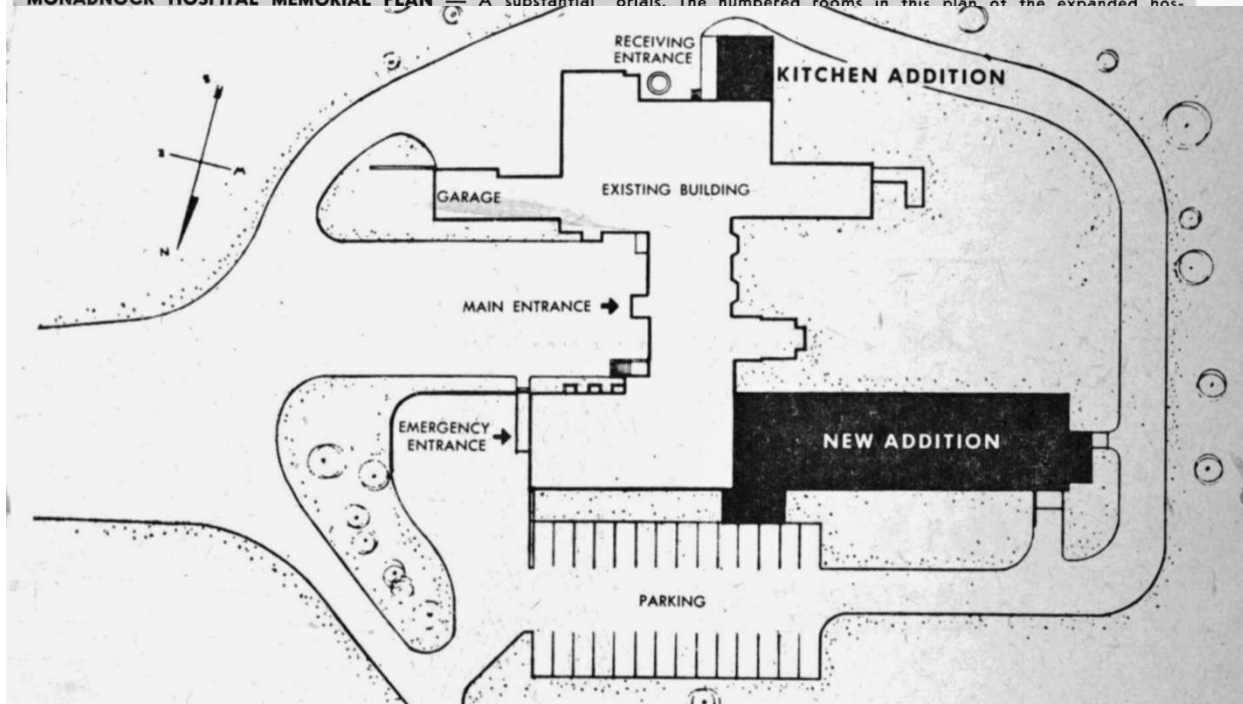 MONADNOCK HOSPITAL MEMORIAL PLAN — A substantial orials. The numbered rooms in this plan of the expanded hos-
RECEIVING
ENTRANCE
KITCHEN ADDITION
GARAGE
EXISTING BUILDING
N
MAIN ENTRANCE
EMERGENCY
ENTRANCE
NEW ADDITION
PARKING